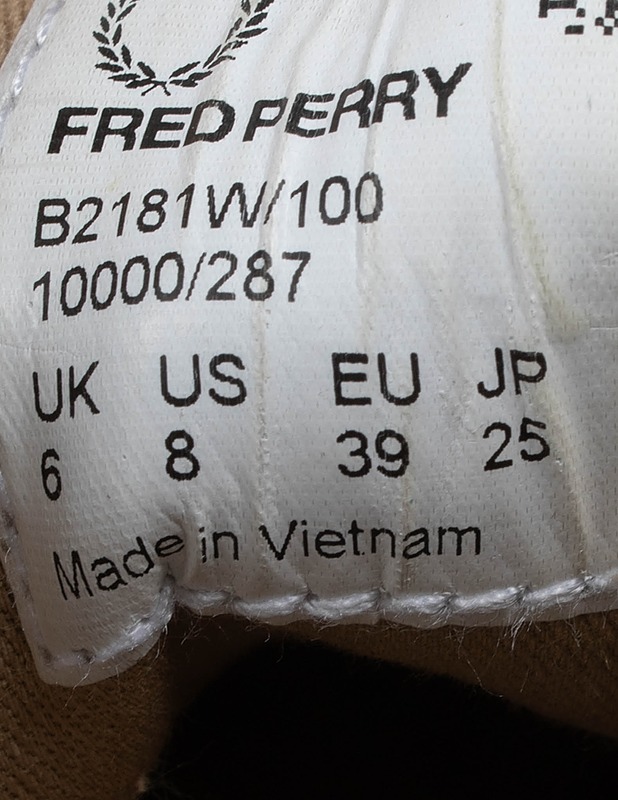 FRED PERRY
B2181W/100
10000/287
UK US EU JP
6 8 39 25
Made in Vietnam